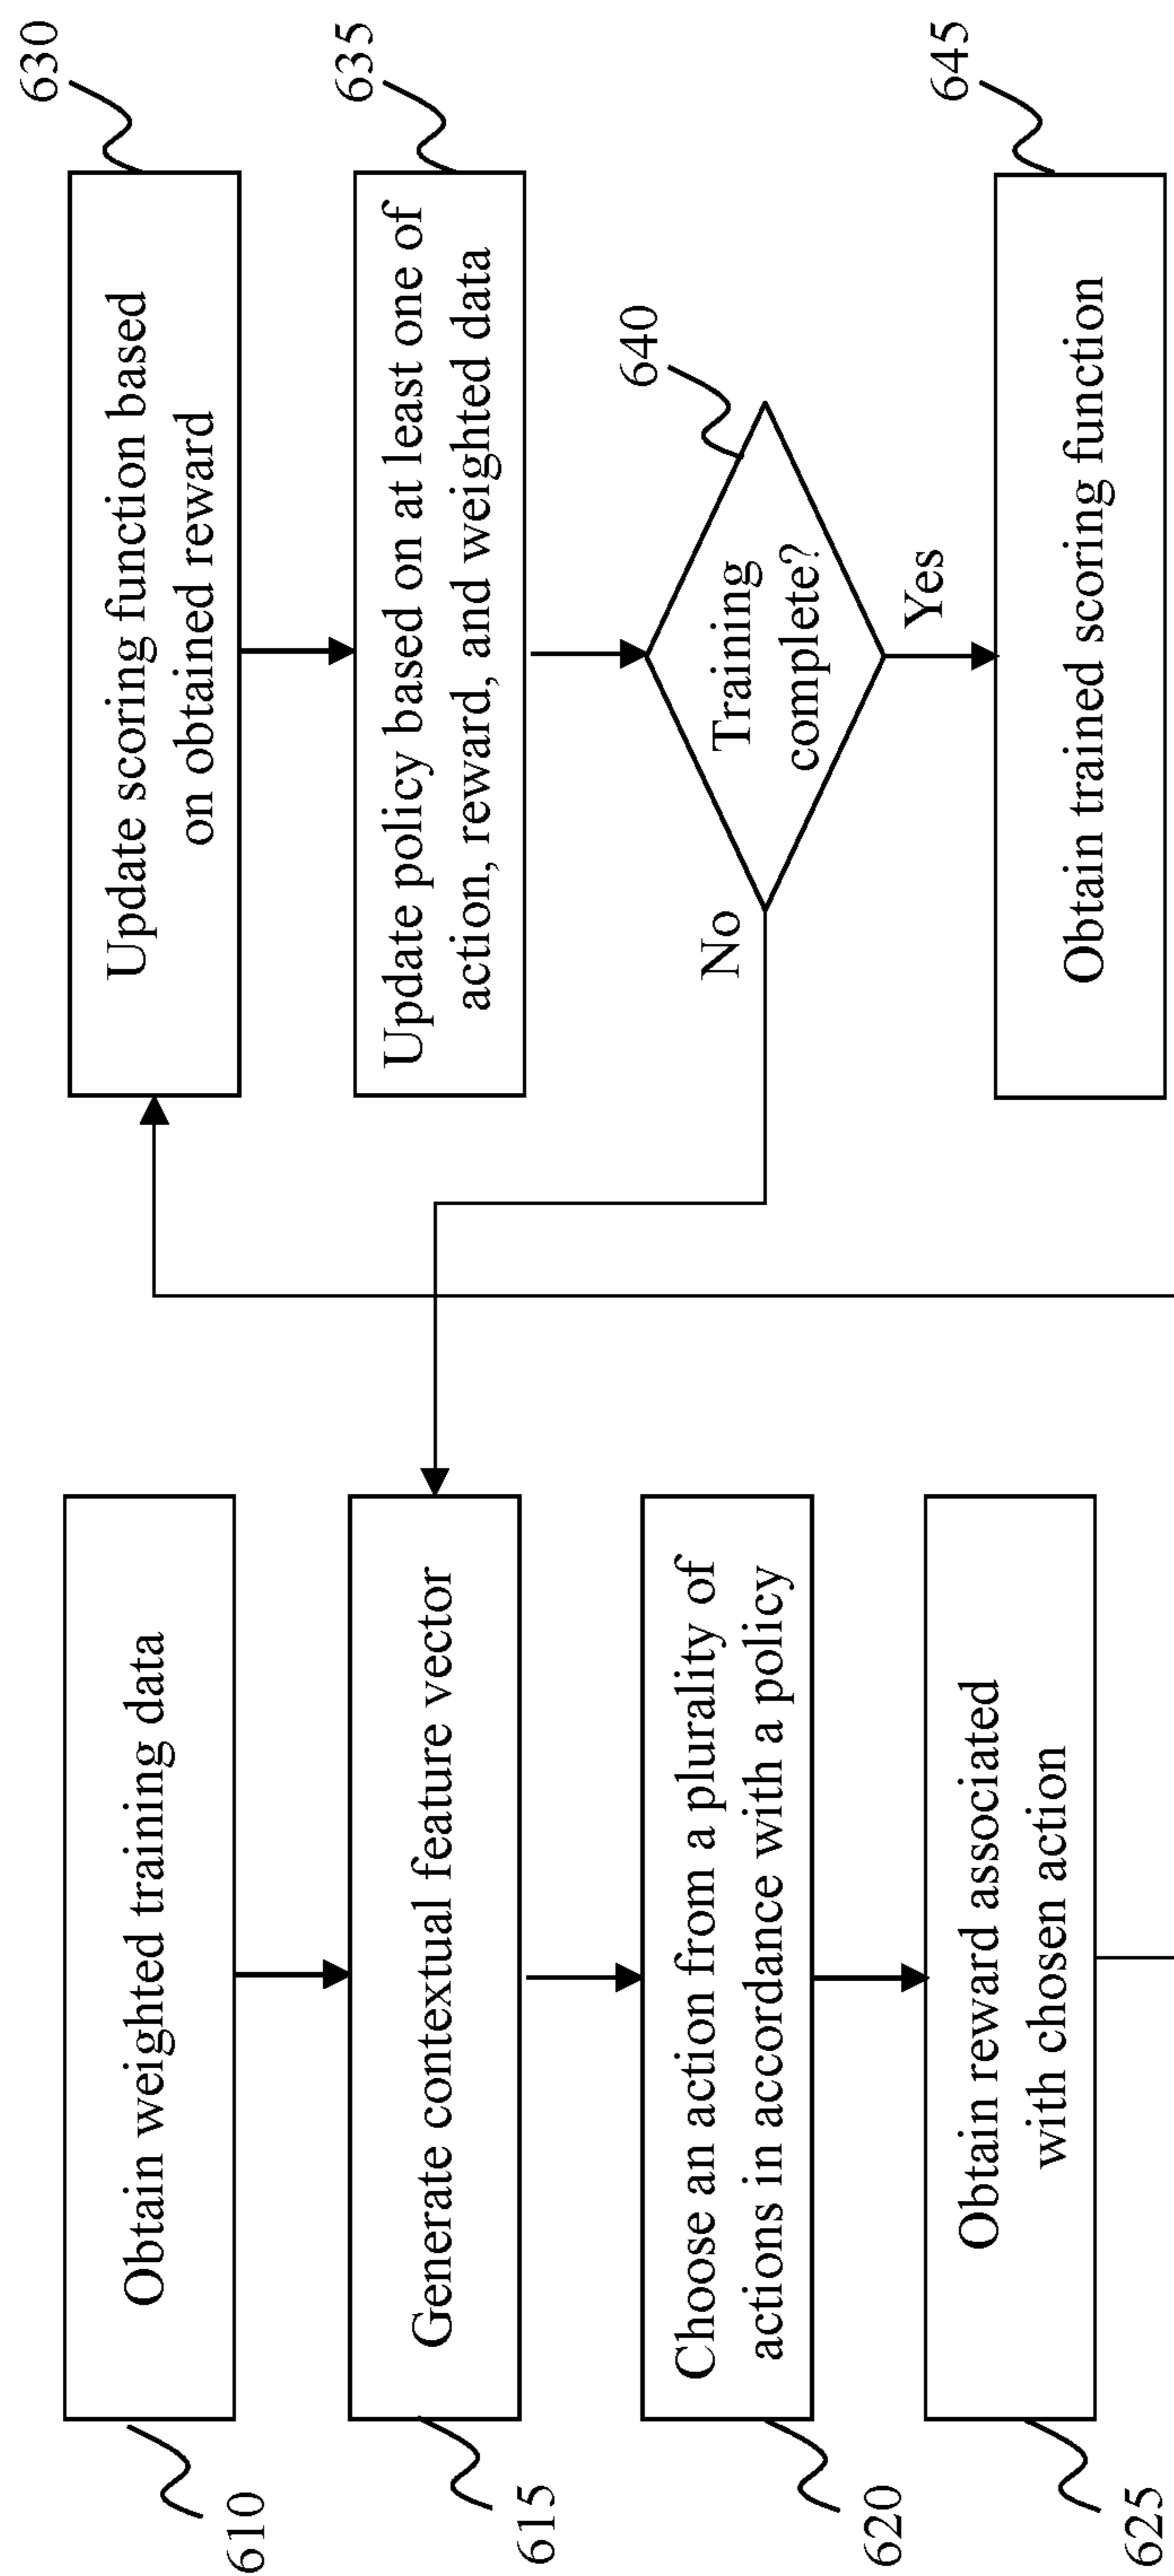 610
Obtain weighted training data
615
Generate contextual feature vector
620
Choose an action from a plurality of
actions in accordance with a policy
625
Obtain reward associated
with chosen action
630
Update scoring function based
on obtained reward
635
Update policy based on at least one of
action, reward, and weighted data
640
Training
complete?
No
Yes
645
Obtain trained scoring function